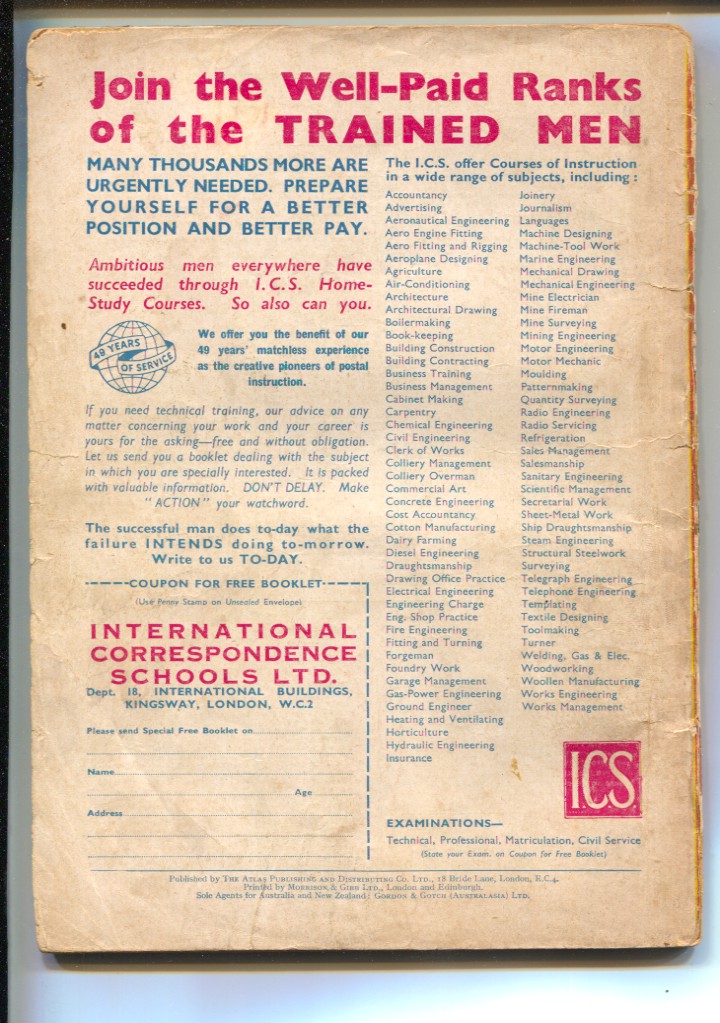 Join the Well-Paid Ranks
of the TRAINED MEN
MANY THOUSANDS MORE ARE
URGENTLY NEEDED. PREPARE
YOURSELF FOR A BETTER
POSITION AND BETTER PAY.
Ambitious men everywhere have
succeeded through I.C.S. Home-
Study Courses. So also can you.
49 YEARS
OF SERVICE
We offer you the benefit of our
49 years' matchless experience
as the creative pioneers of postal
instruction.
If you need technical training, our advice on any
matter concerning your work and your career is
yours for the asking—free and without obligation.
Let us send you a booklet dealing with the subject
in which you are specially interested. It is packed
with valuable information. DON'T DELAY. Make
"ACTION" your watchword.
The successful man does to-day what the
failure INTENDS doing to-morrow.
Write to us TO-DAY.
COUPON FOR FREE BOOKLET
(Use Penny Stamp on Unsealed Envelope)
INTERNATIONAL
CORRESPONDENCE
SCHOOLS LTD.
Dept. 18, INTERNATIONAL BUILDINGS,
KINGSWAY, LONDON, W.C.2
Please send Special Free Booklet on
Name
Age
Address
The I.C.S. offer Courses of Instruction
in a wide range of subjects, including :
Accountancy
Advertising
Aeronautical Engineering
Aero Engine Fitting
Aero Fitting and Rigging
Aeroplane Designing
Agriculture
Air-Conditioning
Architecture
Architectural Drawing
Boilermaking
Book-keeping
Building Construction
Building Contracting
Business Training
Business Management
Cabinet Making
Carpentry
Chemical Engineering
Civil Engineering
Clerk of Works
Colliery Management
Colliery Overman
Commercial Art
Concrete Engineering
Cost Accountancy
Cotton Manufacturing
Dairy Farming
Diesel Engineering
Draughtsmanship
Drawing Office Practice
Electrical Engineering
Engineering Charge
Eng. Shop Practice
Fire Engineering
Fitting and Turning
Forgeman
Foundry Work
Garage Management
Gas-Power Engineering
Ground Engineer
Heating and Ventilating
Horticulture
Hydraulic Engineering
Insurance
Joinery
Journalism
Languages
Machine Designing
Machine-Tool Work
Marine Engineering
Mechanical Drawing
Mechanical Engineering
Mine Electrician
Mine Fireman
Mine Surveying
Mining Engineering
Motor Engineering
Motor Mechanic
Moulding
Patternmaking
Quantity Surveying
Radio Engineering
Radio Servicing
Refrigeration
Sales Management
Salesmanship
Sanitary Engineering
Scientific Management
Secretarial Work
Sheet-Metal Work
Ship Draughtsmanship
Steam Engineering
Structural Steelwork
Surveying
Telegraph Engineering
Telephone Engineering
Templating
Textile Designing
Toolmaking
Turner
Welding, Gas & Elec.
Woodworking
Woollen Manufacturing
Works Engineering
Works Management
ICS
EXAMINATIONS—
Technical, Professional, Matriculation, Civil Service
(State your Exam. on Coupon for Free Booklet)
Published by THE ATLAS PUBLISHING AND DISTRIBUTING CO. LTD., 18 Bride Lane, London, E.C.4.
Printed by MORRISON & GIBB LTD., London and Edinburgh.
Sole Agents for Australia and New Zealand: GORDON & GOTCH (AUSTRALASIA) LTD.